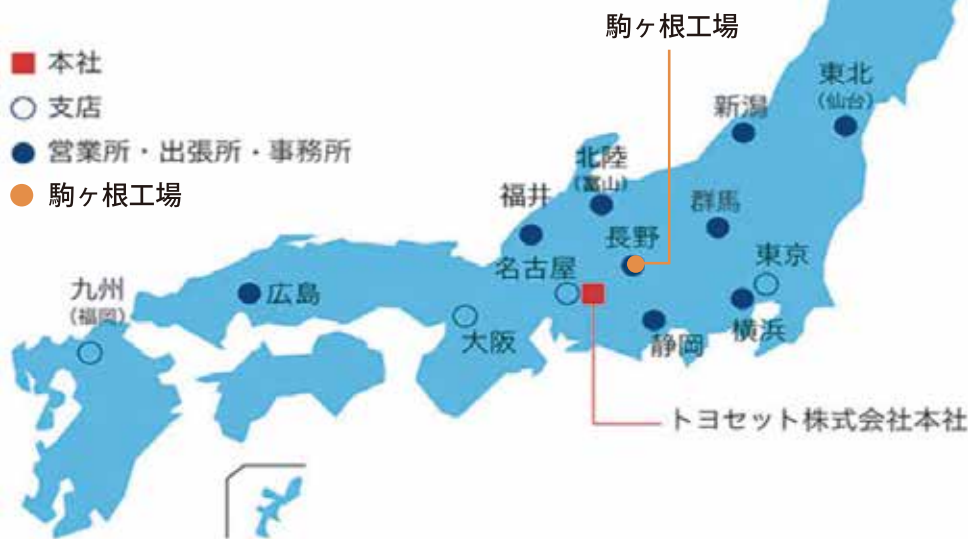 駒ヶ根工場
本社
支店
営業所・出張所・事務所
駒ヶ根工場
東北
（仙台）
新潟
北陸
（富山）
福井
群馬
長野
東京
名古屋
九州
（福岡）
広島
大阪
静岡
横浜
トヨセット株式会社本社